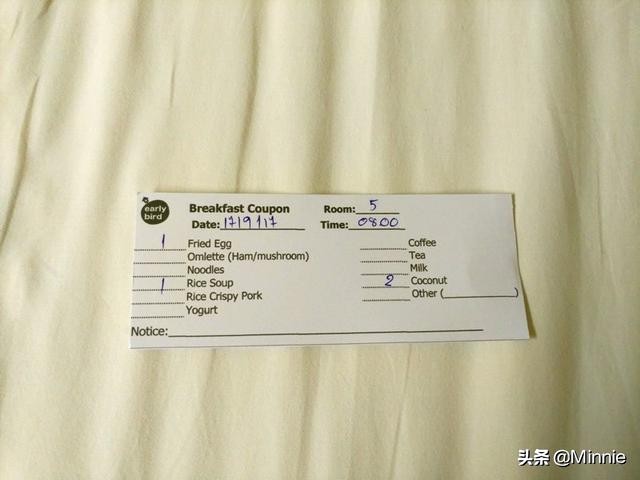 early bird
Breakfast Coupon Room: 5
Date: 17/9/17 Time: 0800
1 Fried Egg
Omlette (Ham/mushroom)
Noodles
1 Rice Soup
Rice Crispy Pork
Yogurt
Coffee
Tea
Milk
2 Coconut
Other ( )
Notice:
头条 @Minnie